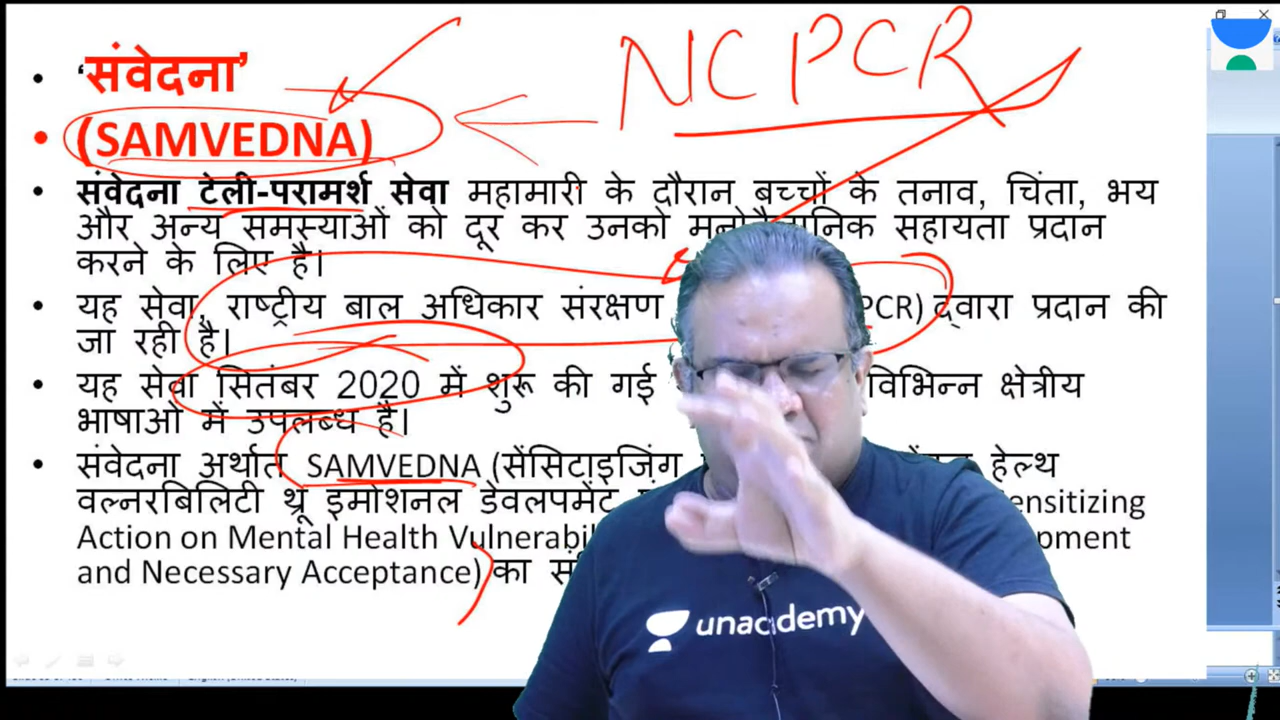 NCPCR
‘संवेदना’
(SAMVEDNA)
संवेदना टेली-परामर्श सेवा महामारी के दौरान बच्चों के तनाव, चिंता, भय
और अन्य समस्याओं को दूर कर उनको मनोवैज्ञानिक सहायता प्रदान
करने के लिए है।
यह सेवा, राष्ट्रीय बाल अधिकार संरक्षण PCR) द्वारा प्रदान की
जा रही है।
यह सेवा सितंबर 2020 में शुरू की गई विभिन्न क्षेत्रीय
भाषाओं में उपलब्ध है।
संवेदना अर्थात SAMVEDNA (सेंसिटाइजिंग हेल्थ
वल्नरबिलिटी थ्रू इमोशनल डेवलपमेंट
Action on Mental Health
and Necessary Acceptance) का
unacademy